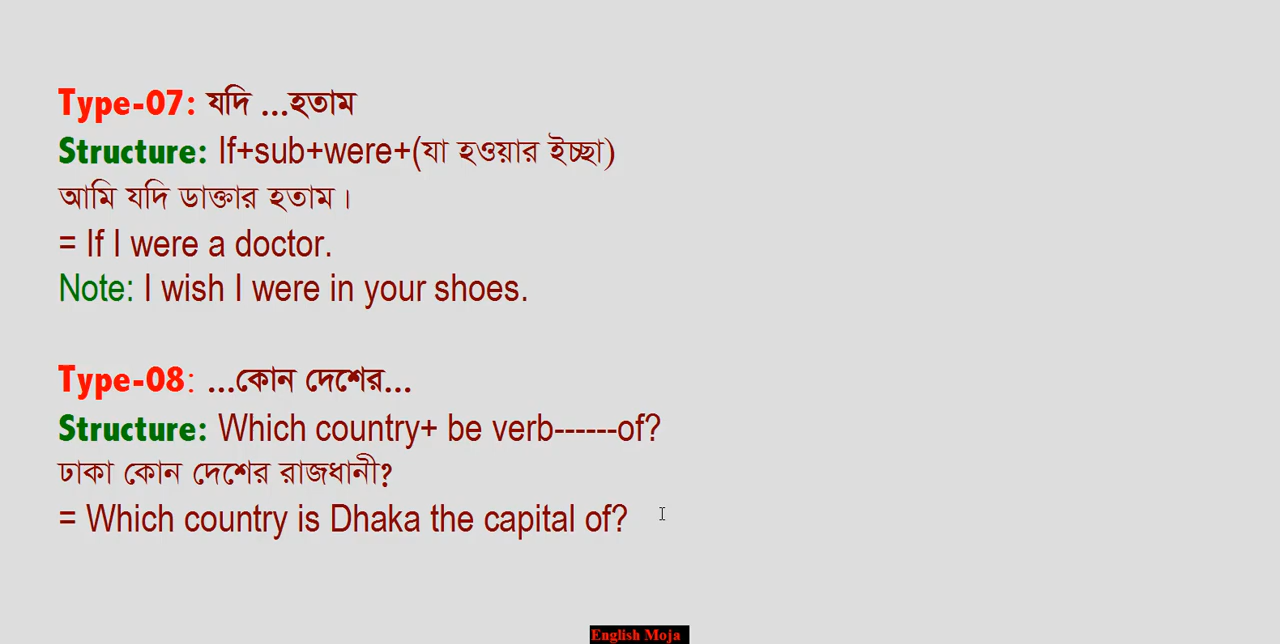 Type-07: যদি ...হতাম
Structure: If+sub+were+(যা হওয়ার ইচ্ছা)
আমি যদি ডাক্তার হতাম।
= If I were a doctor.
Note: I wish I were in your shoes.
Type-08: ...কোন দেশের...
Structure: Which country+ be verb------of?
ঢাকা কোন দেশের রাজধানী?
= Which country is Dhaka the capital of?
English Moja